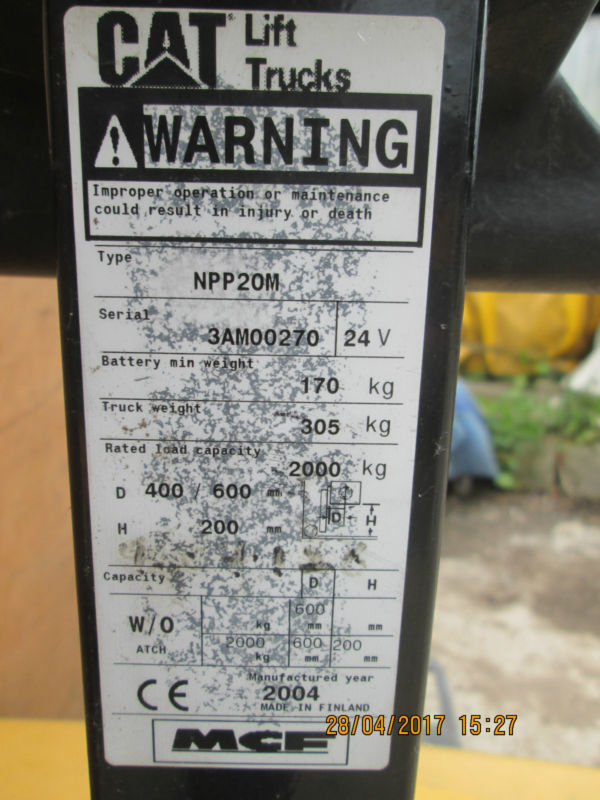 CAT Lift
Trucks
WARNING
Improper operation or maintenance
could result in injury or death
Type
NPP20M
Serial
3AM00270 24 V
Battery min weight
170 kg
Truck weight
305 kg
Rated load capacity
2000 kg
D 400 / 600 mm
D H
H 200 mm
Capacity D H
600
W/O kg mm mm
2000 600 200
ATCH kg mm mm
Manufactured year
CE 2004
MADE IN FINLAND
28/04/2017 15:27